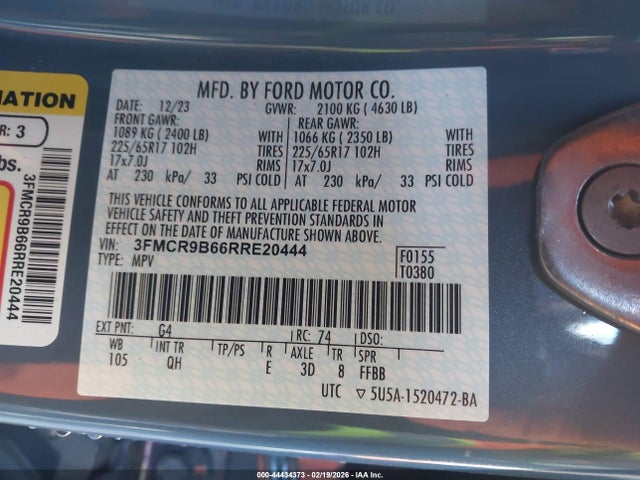 MFD. BY FORD MOTOR CO.
DATE: 12/23 GVWR: 2100 KG ( 4630 LB)
FRONT GAWR: REAR GAWR:
1089 KG ( 2400 LB) WITH 1066 KG ( 2350 LB) WITH
225/65R17 102H TIRES 225/65R17 102H TIRES
17x7.0J RIMS 17x7.0J RIMS
AT 230 kPa/ 33 PSI COLD AT 230 kPa/ 33 PSI COLD
THIS VEHICLE CONFORMS TO ALL APPLICABLE FEDERAL MOTOR
VEHICLE SAFETY AND THEFT PREVENTION STANDARDS IN
EFFECT ON THE DATE OF MANUFACTURE SHOWN ABOVE.
VIN: 3FMCR9B66RRE20444 F0155
TYPE: MPV T0380
EXT PNT: G4 RC: 74 DSO:
WB INT TR TP/PS R AXLE TR SPR
105 QH E 3D 8 FFBB
UTC ▽ 5U5A-1520472-BA
R: 3
bs.
3FMCR9B66RRE20444
000-44434373 - 02/19/2026 - IAA Inc.